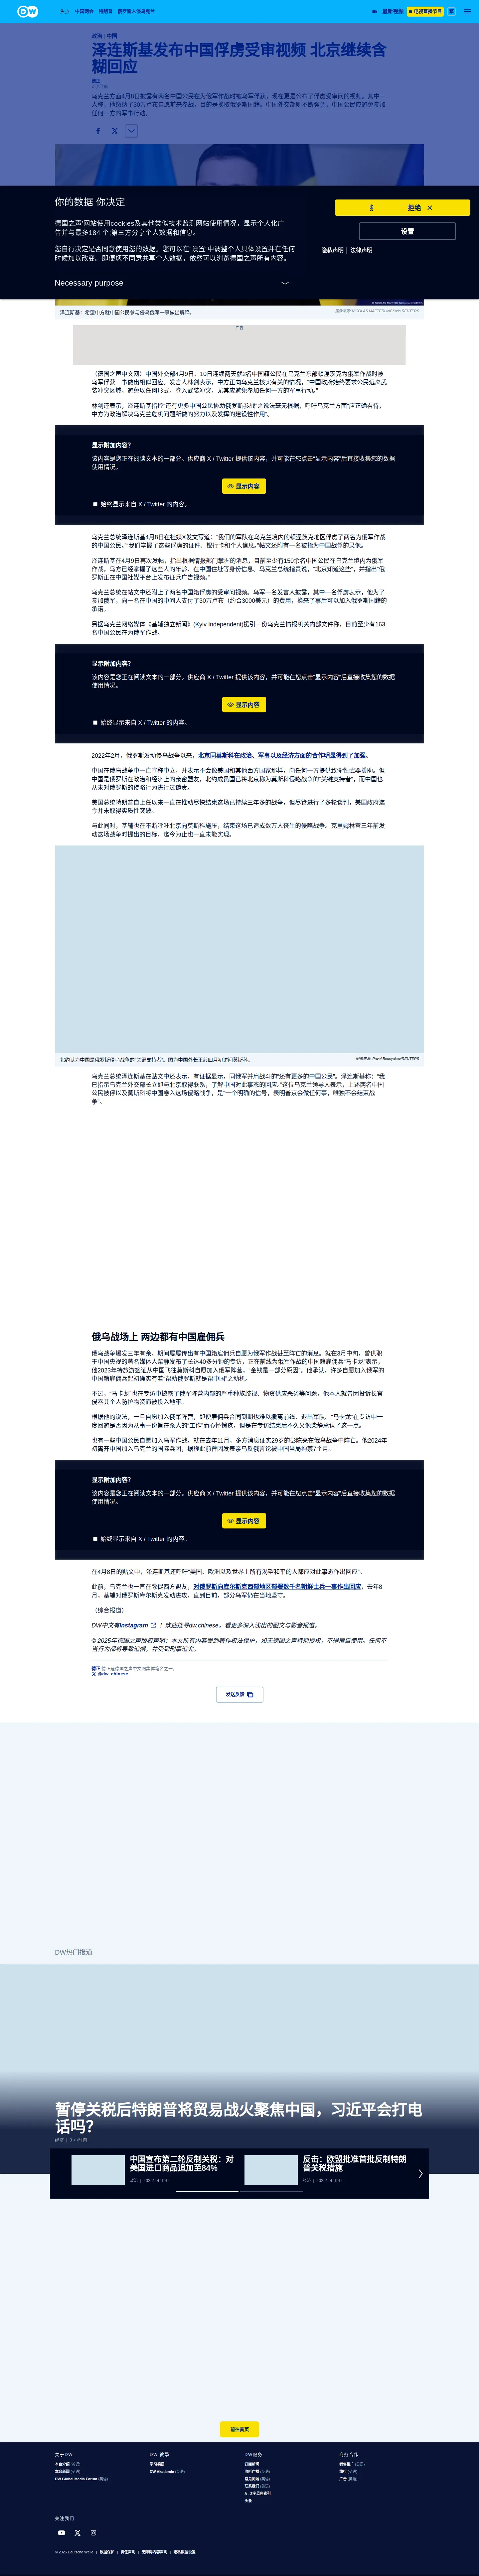 DW
焦点 中国两会 特朗普 俄罗斯入侵乌克兰
最新视频
电视直播节目
政治 | 中国
泽连斯基发布中国俘虏受审视频 北京继续含糊回应
德正
3 小时前
乌克兰方面4月9日披露有两名中国公民在为俄军作战时被乌军俘获，现在更是公布了俘虏受审问的视频。其中一人称，他缴纳了30万卢布自愿前来参战，目的是换取俄罗斯国籍。中国外交部则不断强调，中国公民应避免参加任何一方的军事行动。
你的数据 你决定
德国之声'网站使用cookies及其他类似技术监测网站使用情况，显示个人化广告并与最多184 个;第三方分享个人数据和信息。
您自行决定是否同意使用您的数据。您可以在“设置”中调整个人具体设置并在任何时候加以改变。即便您不同意共享个人数据，依然可以浏览德国之声所有内容。
Necessary purpose
拒绝
设置
隐私声明 | 法律声明
泽连斯基：希望中方就中国公民参与侵乌俄军一事做出解释。
广告
（德国之声中文网）中国外交部4月9日、10日连续两天就2名中国籍公民在乌克兰东部顿涅茨克为俄军作战时被乌军俘获一事做出相似回应。发言人林剑表示，中方正向乌克兰核实有关的情况，“中国政府始终要求公民远离武装冲突区域，避免以任何形式，卷入武装冲突，尤其应避免参加任何一方的军事行动。”
林剑还表示，泽连斯基指控“还有更多中国公民协助俄罗斯参战”之说法毫无根据，呼吁乌克兰方面“应正确看待，中方为政治解决乌克兰危机问题所做的努力以及发挥的建设性作用”。
显示附加内容?
该内容是您正在阅读文本的一部分。供应商 X / Twitter 提供该内容，并可能在您点击“显示内容”后直接收集您的数据使用情况。
显示内容
始终显示来自 X / Twitter 的内容。
乌克兰总统泽连斯基4月8日在社媒X发文写道：“我们的军队在乌克兰境内的顿涅茨克地区俘虏了两名为俄军作战的中国公民。”“我们掌握了这些俘虏的证件、银行卡和个人信息。”帖文还附有一名被指为中国战俘的录像。
泽连斯基在4月9日再次发帖，指出根据情报部门掌握的消息，目前至少有150余名中国公民在乌克兰境内为俄军作战，乌方已经掌握了这些人的年龄、在中国住址等身份信息。乌克兰总统指责说，“北京知道这些”，并指出“俄罗斯正在中国社媒平台上发布征兵广告视频。”
乌克兰总统在帖文中还附上了两名中国籍俘虏的受审问视频。乌军一名发言人披露，其中一名俘虏表示，他为了参加俄军，向一名在中国的中间人支付了30万卢布（约合3000美元）的费用，换来了事后可以加入俄罗斯国籍的承诺。
另据乌克兰网络媒体《基辅独立新闻》(Kyiv Independent)援引一份乌克兰情报机关内部文件称，目前至少有163名中国公民在为俄军作战。
显示附加内容?
该内容是您正在阅读文本的一部分。供应商 X / Twitter 提供该内容，并可能在您点击“显示内容”后直接收集您的数据使用情况。
显示内容
始终显示来自 X / Twitter 的内容。
2022年2月，俄罗斯发动侵乌战争以来，北京同莫斯科在政治、军事以及经济方面的合作明显得到了加强。
中国在俄乌战争中一直宣称中立，并表示不会像美国和其他西方国家那样，向任何一方提供致命性武器援助。但中国是俄罗斯在政治和经济上的亲密盟友，北约成员国已将北京称为莫斯科侵略战争的“关键支持者”，而中国也从未对俄罗斯的侵略行为进行过谴责。
美国总统特朗普自上任以来一直在推动尽快结束这场已持续三年多的战争，但尽管进行了多轮谈判，美国政府迄今并未取得实质性突破。
与此同时，基辅也在不断呼吁北京向莫斯科施压，结束这场已造成数万人丧生的侵略战争。克里姆林宫三年前发动这场战争时提出的目标，迄今为止也一直未能实现。
北约认为中国是俄罗斯侵乌战争的“关键支持者”。图为中国外长王毅四月初访问莫斯科。
图像来源: Pavel Bednyakov/REUTERS
乌克兰总统泽连斯基在贴文中还表示，有证据显示，同俄军并肩战斗的“还有更多的中国公民”。泽连斯基称：“我已指示乌克兰外交部长立即与北京取得联系，了解中国对此事态的回应。”这位乌克兰领导人表示，上述两名中国公民被俘以及莫斯科将中国卷入这场侵略战争，是“一个明确的信号，表明普京会做任何事，唯独不会结束战争”。
俄乌战场上 两边都有中国雇佣兵
俄乌战争爆发三年有余，期间屡屡传出有中国籍雇佣兵自愿为俄军作战甚至阵亡的消息。就在3月中旬，曾供职于中国央视的著名媒体人柴静发布了长达40多分钟的专访，正在前线为俄军作战的中国籍雇佣兵“马卡龙”表示，他2023年持旅游签证从中国飞往莫斯科自愿加入俄军阵营，“金钱是一部分原因”。他承认，许多自愿加入俄军的中国籍雇佣兵起初确实有着“帮助俄罗斯就是帮中国”之动机。
不过，“马卡龙”也在专访中披露了俄军阵营内部的严重种族歧视、物资供应恶劣等问题，他本人就曾因投诉长官侵吞其个人防护物资而被投入地牢。
根据他的说法，一旦自愿加入俄军阵营，即便雇佣兵合同到期也难以撤离前线、退出军队。“马卡龙”在专访中一度回避是否因为从事一份旨在杀人的“工作”而心怀愧疚，但是在被投入地牢结束后不久又像柴静承认了这一点。
也有一些中国公民自愿加入乌军作战。就在去年11月，多方消息证实29岁的彭陈亮在俄乌战争中阵亡。他2024年初离开中国加入乌克兰的国际兵团，据称此前曾因发表亲乌反俄言论被中国当局拘禁7个月。
显示附加内容?
该内容是您正在阅读文本的一部分。供应商 X / Twitter 提供该内容，并可能在您点击“显示内容”后直接收集您的数据使用情况。
显示内容
始终显示来自 X / Twitter 的内容。
在4月8日的贴文中，泽连斯基还呼吁“美国、欧洲以及世界上所有渴望和平的人都应对此事态作出回应”。
此前，乌克兰也一直在敦促西方盟友，对俄罗斯向库尔斯克西部地区部署数千名朝鲜士兵一事作出回应，去年8月，基辅对俄罗斯库尔斯克发动进攻，直到目前，部分乌军仍在当地坚守。
（综合报道）
DW中文有Instagram ！欢迎搜寻dw.chinese，看更多深入浅出的图文与影音报道。
© 2025年德国之声版权声明：本文所有内容受到著作权法保护，如无德国之声特别授权，不得擅自使用。任何不当行为都将导致追偿，并受到刑事追究。
德正 德正是德国之声中文网集体笔名之一。
@dw_chinese
发送反馈
DW热门报道
暂停关税后特朗普将贸易战火聚焦中国，习近平会打电话吗？
经济 | 3 小时前
中国宣布第二轮反制关税：对美国进口商品追加至84%
政治 | 2025年4月9日
反击：欧盟批准首批反制特朗普关税措施
经济 | 2025年4月9日
前往首页
关于DW
本台介绍 (英语)
本台新闻 (英语)
DW Global Media Forum (英语)
DW 教學
学习德语
DW Akademie (英语)
DW服务
订阅新闻
收听广播 (英语)
常见问题 (英语)
联系我们 (英语)
A - Z字母序索引
头条
商务合作
销售推广 (英语)
旅行 (英语)
广告 (英语)
关注我们
© 2025 Deutsche Welle | 数据保护 | 责任声明 | 无障碍内容声明 | 隐私数据设置